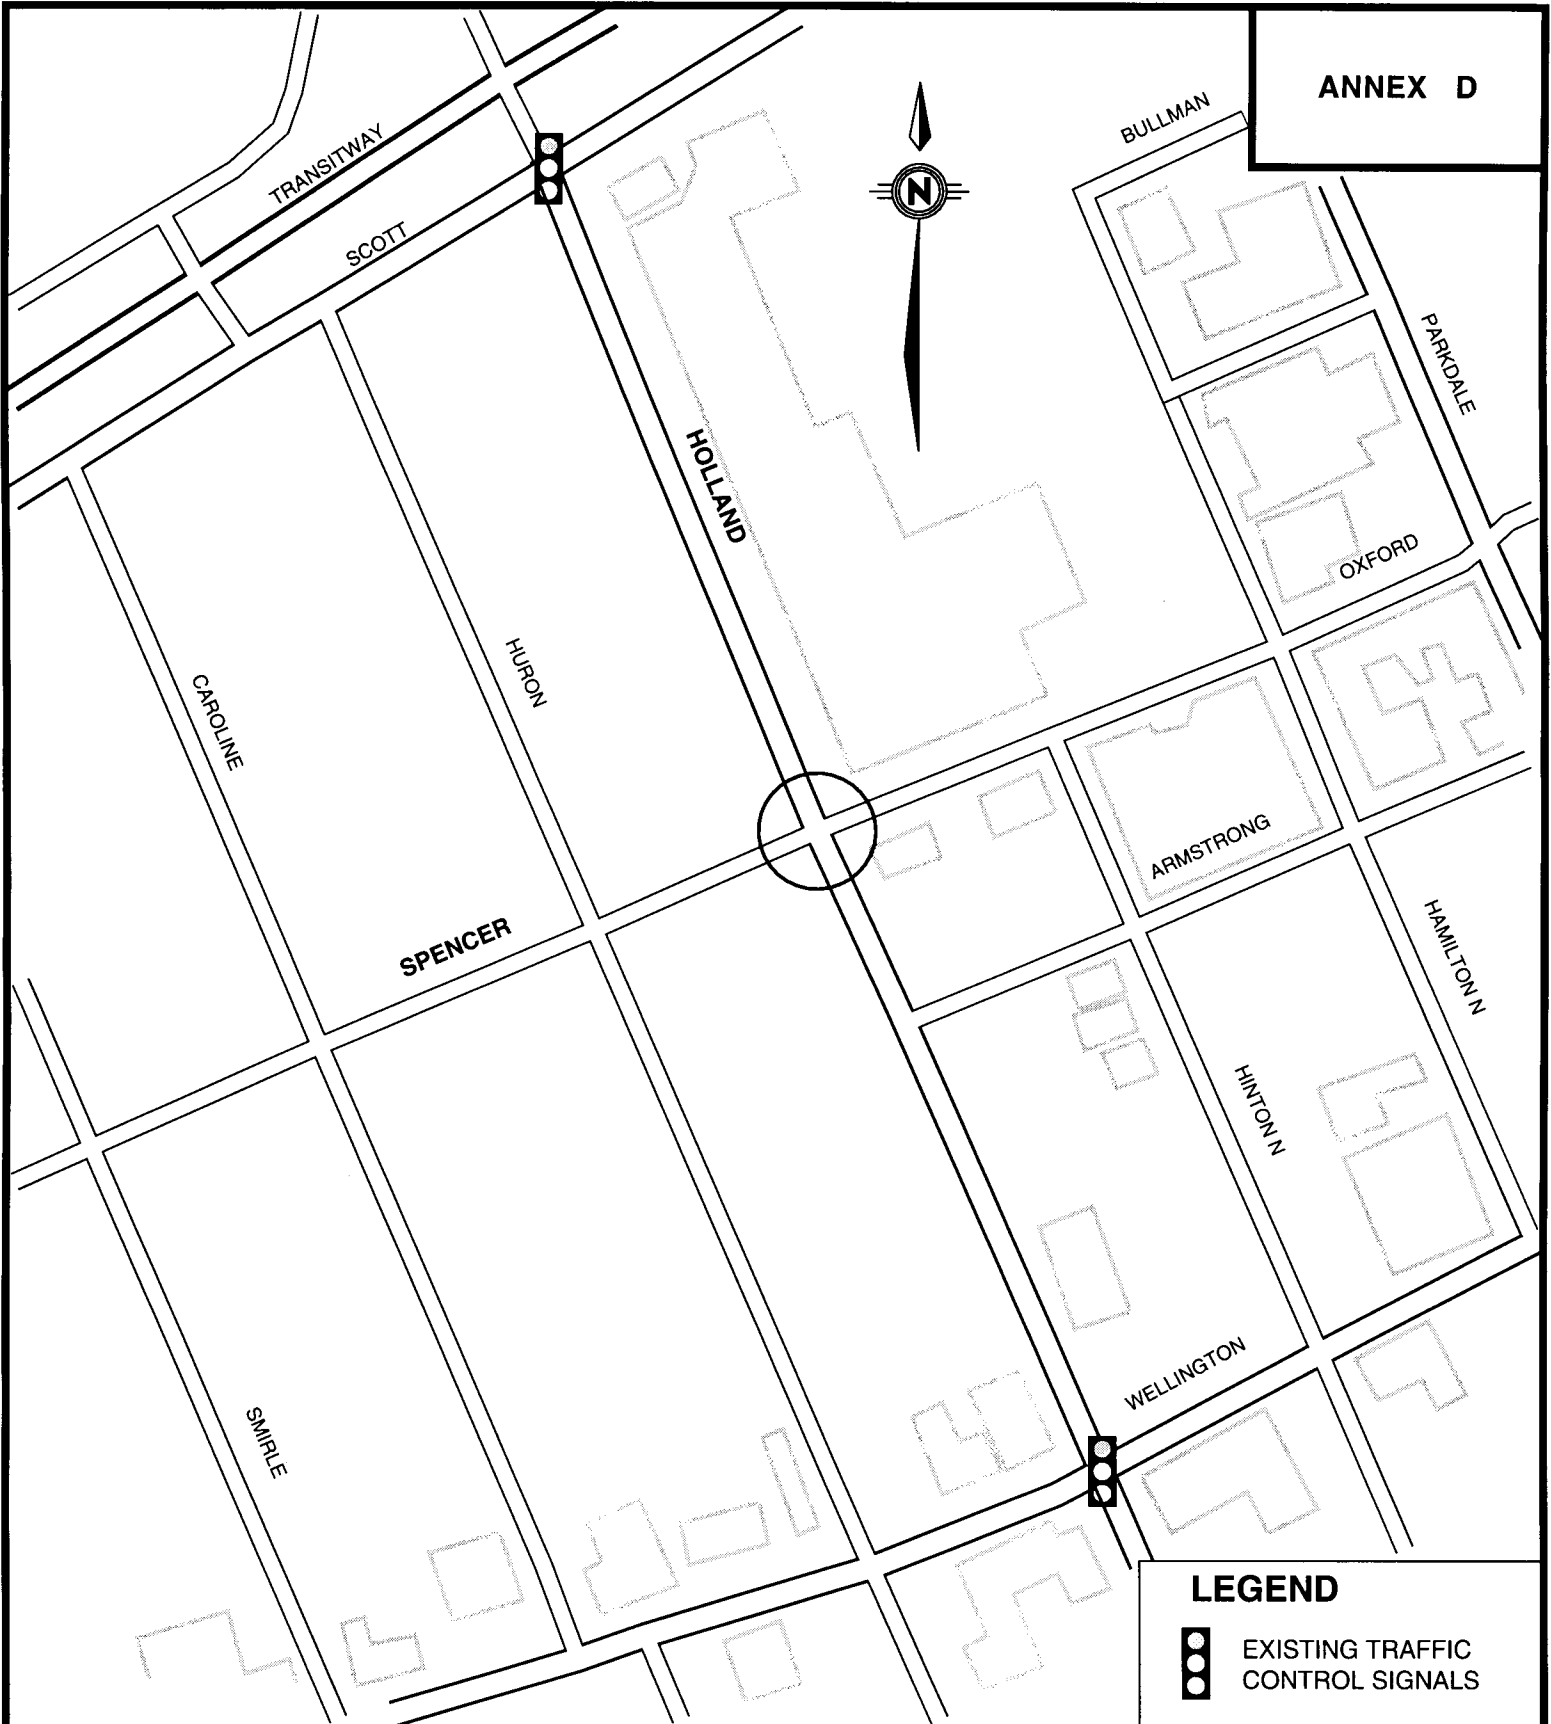 ANNEX D
BULLMAN
TRANSITWAY
N
SCOTT
PARKDALE
HOLLAND
OXFORD
HURON
CAROLINE
ARMSTRONG
SPENCER
HAMILTON N
HINTON N
WELLINGTON
SMIRLE
LEGEND
EXISTING TRAFFIC
CONTROL SIGNALS